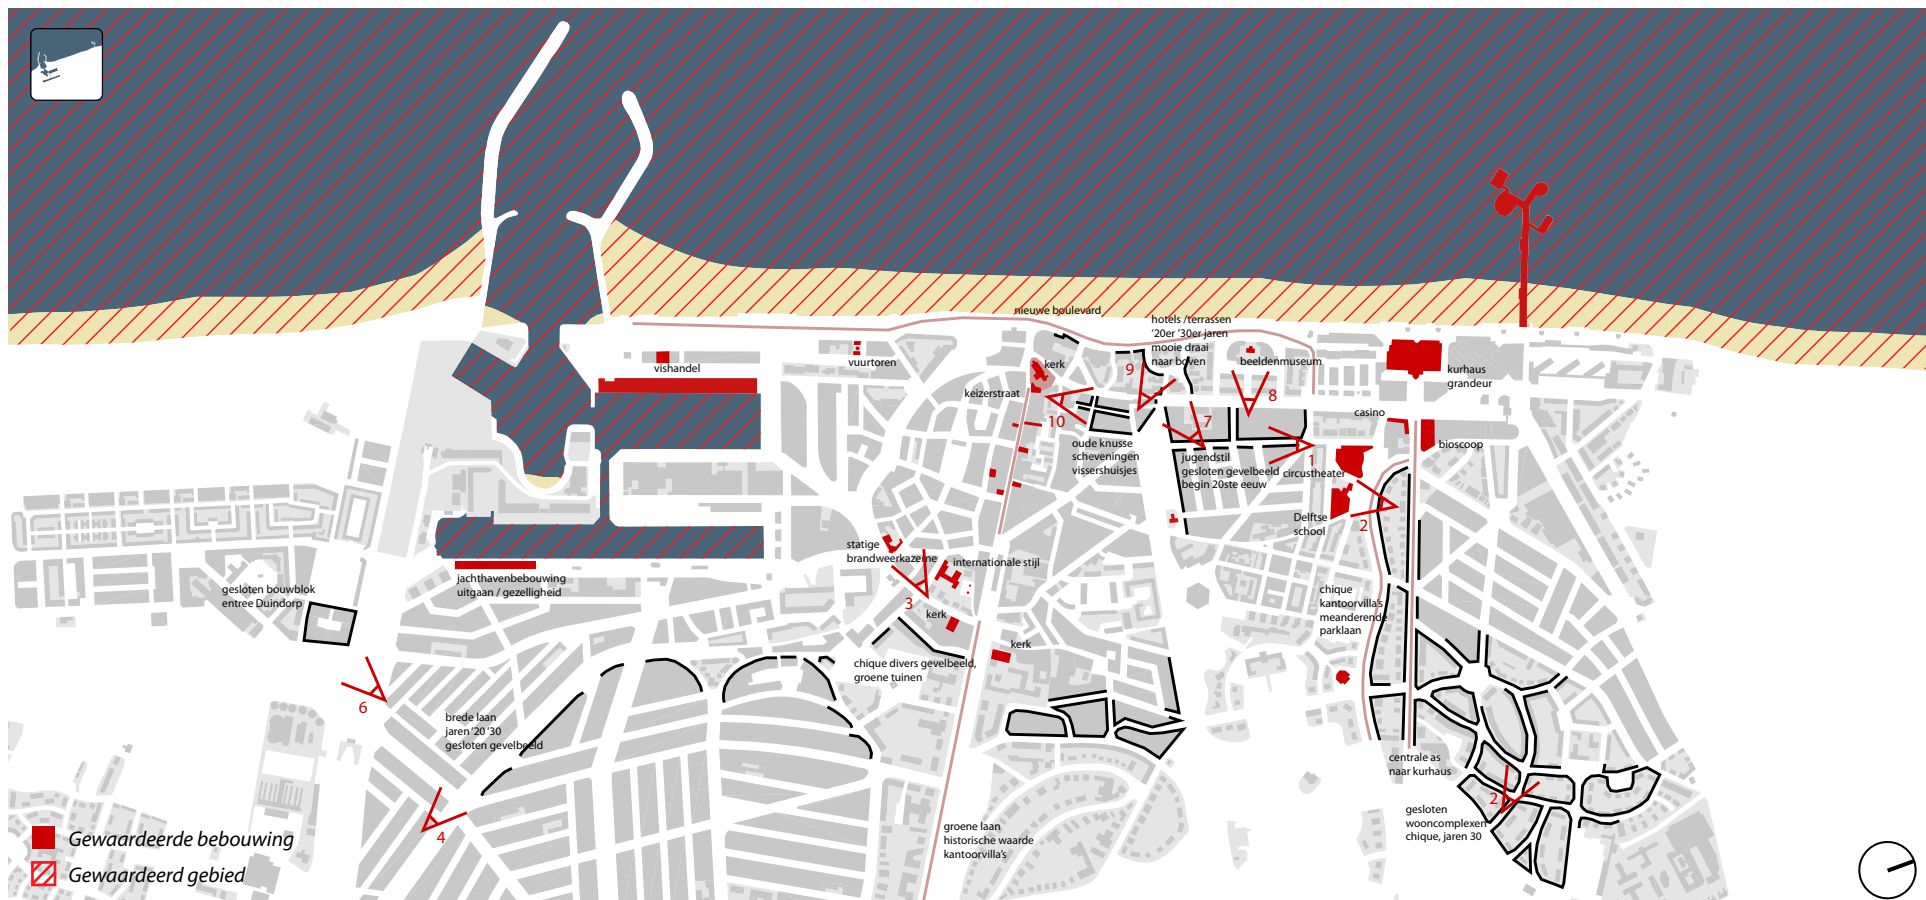 nieuwe boulevard
hotels /terrassen
‘20er ’30er jaren
mooie draai
naar boven
vishandel
vuurtoren
kerk
9
beeldenmuseum
kurhaus
grandeur
keizerstraat
8
10
7
casino
bioscoop
oude knusse
scheveningen
vissershuisjes
jugendstil
gesloten gevelbeeld
begin 20ste eeuw
1
circustheater
Delftse
school
2
statige
brandweerkazerne
internationale stijl
jachthavenbebouwing
uitgaan / gezelligheid
gesloten bouwblok
entree Duindorp
3
kerk
kerk
chique
kantoorvilla’s
meanderende
parklaan
chique divers gevelbeeld,
groene tuinen
6
brede laan
jaren ‘20 ’30
gesloten gevelbeeld
centrale as
naar kurhaus
2
gesloten
wooncomplexen
chique, jaren 30
4
groene laan
historische waarde
kantoorvilla’s
Gewaardeerde bebouwing
Gewaardeerd gebied